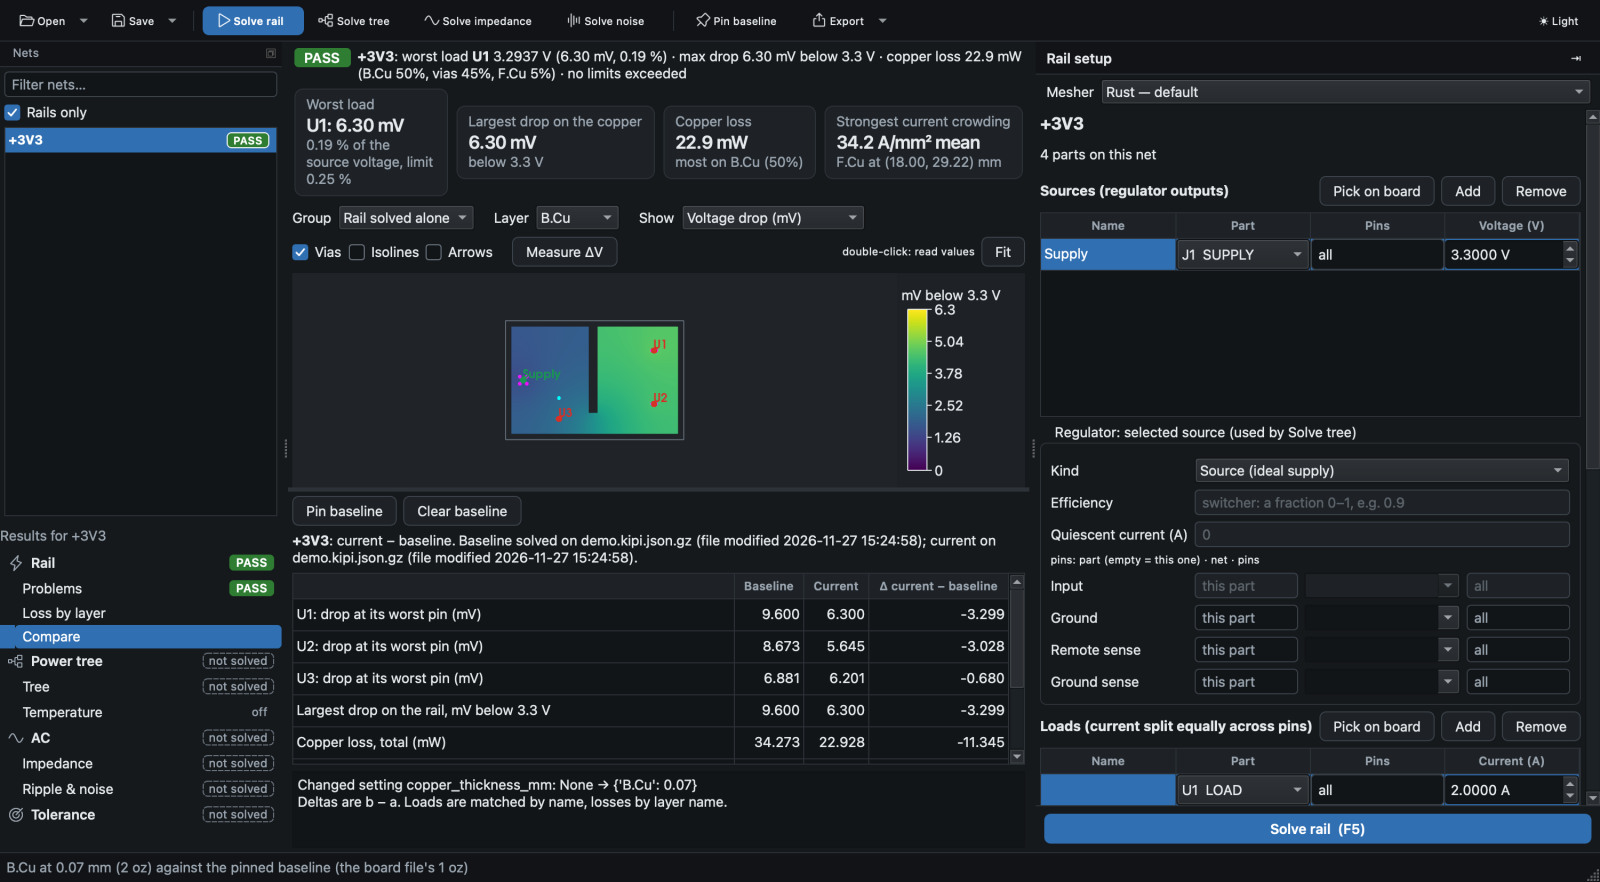 Open
Save
Solve rail
Solve tree
Solve impedance
Solve noise
Pin baseline
Export
Light
Nets
Filter nets...
Rails only
+3V3 PASS
Results for +3V3
Rail PASS
Problems PASS
Loss by layer
Compare
Power tree not solved
Tree not solved
Temperature off
AC not solved
Impedance not solved
Ripple & noise not solved
Tolerance not solved
PASS +3V3: worst load U1 3.2937 V (6.30 mV, 0.19 %) · max drop 6.30 mV below 3.3 V · copper loss 22.9 mW
(B.Cu 50%, vias 45%, F.Cu 5%) · no limits exceeded
Worst load
U1: 6.30 mV
0.19 % of the
source voltage, limit
0.25 %
Largest drop on the copper
6.30 mV
below 3.3 V
Copper loss
22.9 mW
most on B.Cu (50%)
Strongest current crowding
34.2 A/mm² mean
F.Cu at (18.00, 29.22) mm
Group Rail solved alone Layer B.Cu Show Voltage drop (mV)
Vias Isolines Arrows Measure ΔV double-click: read values Fit
mV below 3.3 V
6.3
5.04
3.78
2.52
1.26
0
U1
Supply
U2
U3
Pin baseline Clear baseline
+3V3: current − baseline. Baseline solved on demo.kipi.json.gz (file modified 2026-11-27 15:24:58); current on
demo.kipi.json.gz (file modified 2026-11-27 15:24:58).
Baseline Current Δ current − baseline
U1: drop at its worst pin (mV) 9.600 6.300 -3.299
U2: drop at its worst pin (mV) 8.673 5.645 -3.028
U3: drop at its worst pin (mV) 6.881 6.201 -0.680
Largest drop on the rail, mV below 3.3 V 9.600 6.300 -3.299
Copper loss, total (mW) 34.273 22.928 -11.345
Changed setting copper_thickness_mm: None → {'B.Cu': 0.07}
Deltas are b − a. Loads are matched by name, losses by layer name.
Rail setup
Mesher Rust — default
+3V3
4 parts on this net
Sources (regulator outputs) Pick on board Add Remove
Name Part Pins Voltage (V)
Supply J1 SUPPLY all 3.3000 V
Regulator: selected source (used by Solve tree)
Kind Source (ideal supply)
Efficiency switcher: a fraction 0–1, e.g. 0.9
Quiescent current (A) 0
pins: part (empty = this one) · net · pins
Input this part all
Ground this part all
Remote sense this part all
Ground sense this part all
Loads (current split equally across pins) Pick on board Add Remove
Name Part Pins Current (A)
U1 LOAD all 2.0000 A
Solve rail (F5)
B.Cu at 0.07 mm (2 oz) against the pinned baseline (the board file's 1 oz)